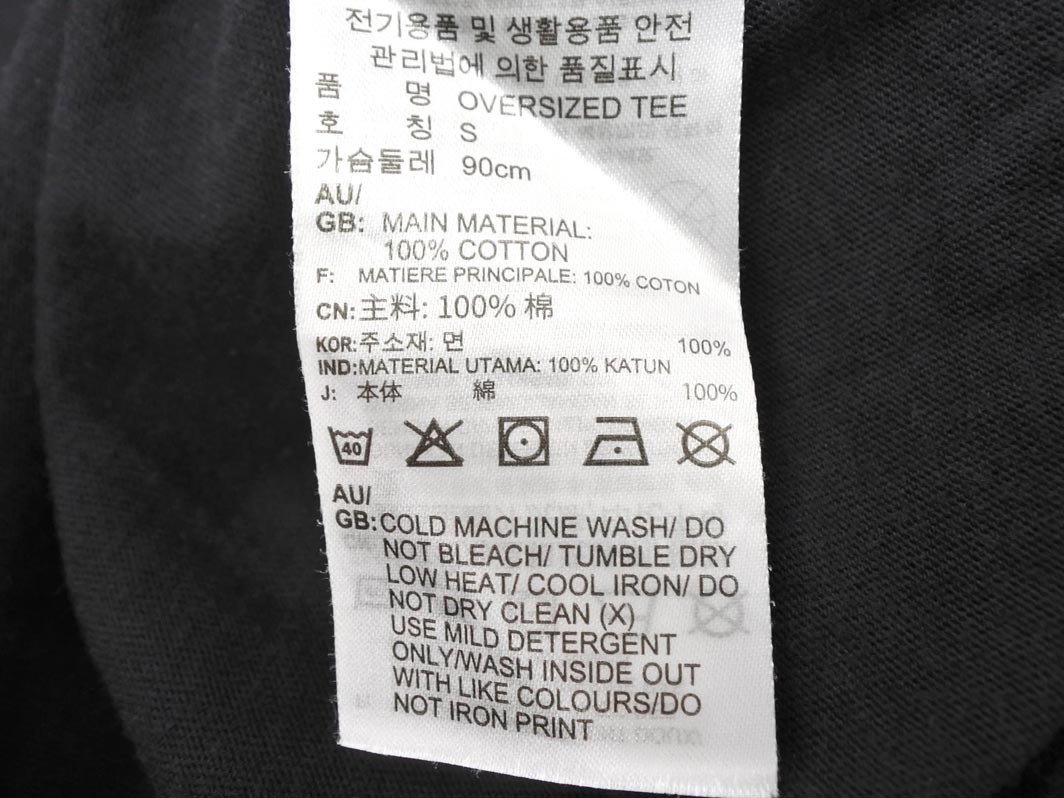 전기용품 및 생활용품 안전
관리법에 의한 품질표시
품 명 OVERSIZED TEE
호 칭 S
가슴둘레 90cm
AU/
GB: MAIN MATERIAL:
100% COTTON
F: MATIERE PRINCIPALE: 100% COTON
CN: 主料: 100% 棉
KOR: 주소재: 면 100%
IND: MATERIAL UTAMA: 100% KATUN
J: 本体 綿 100%
40
AU/
GB: COLD MACHINE WASH/ DO
NOT BLEACH/ TUMBLE DRY
LOW HEAT/ COOL IRON/ DO
NOT DRY CLEAN (X)
USE MILD DETERGENT
ONLY/WASH INSIDE OUT
WITH LIKE COLOURS/DO
NOT IRON PRINT